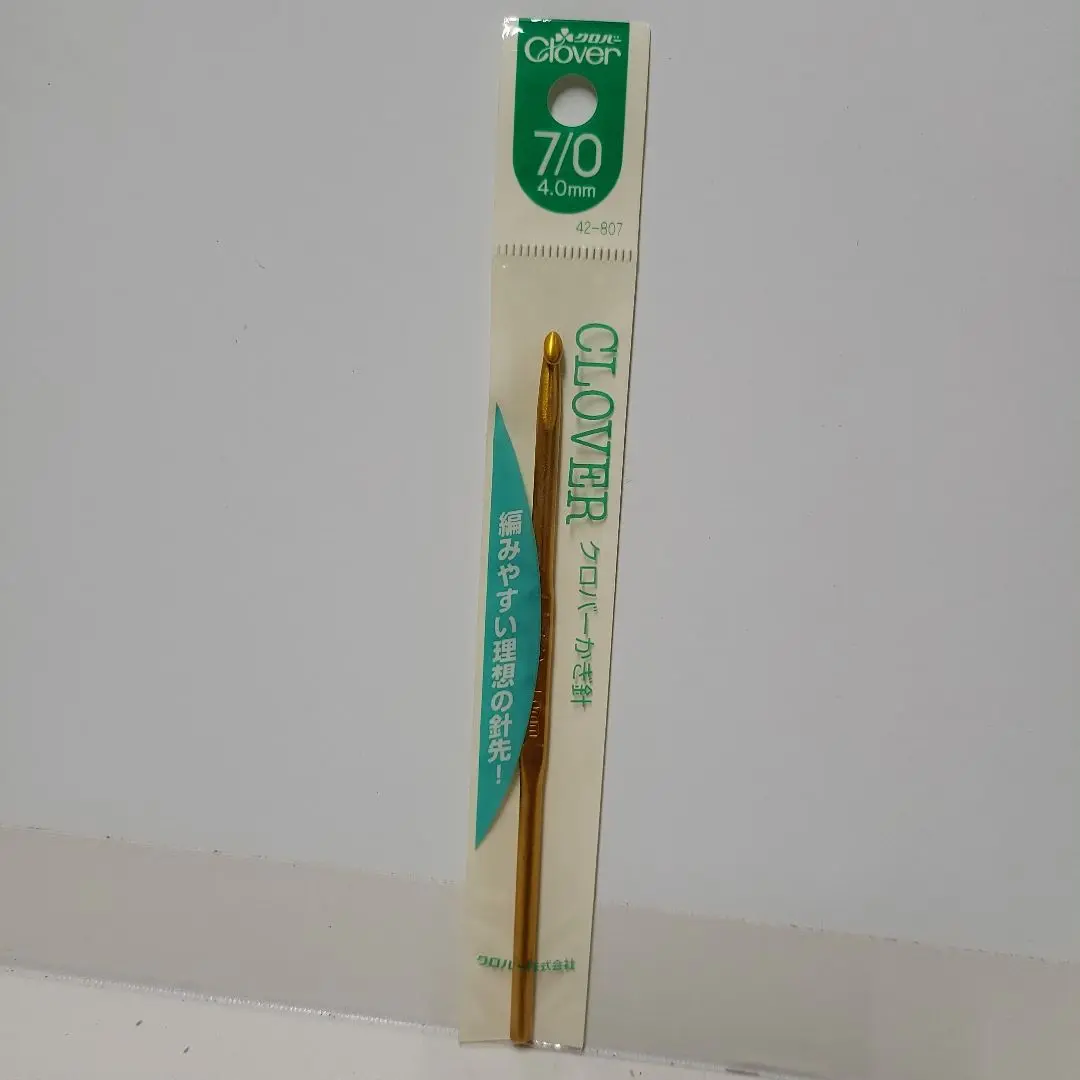 クロバー
Clover
7/0
4.0mm
42-807
CLOVER クロバーかぎ針
編みやすい理想の針先!
クロバー株式会社